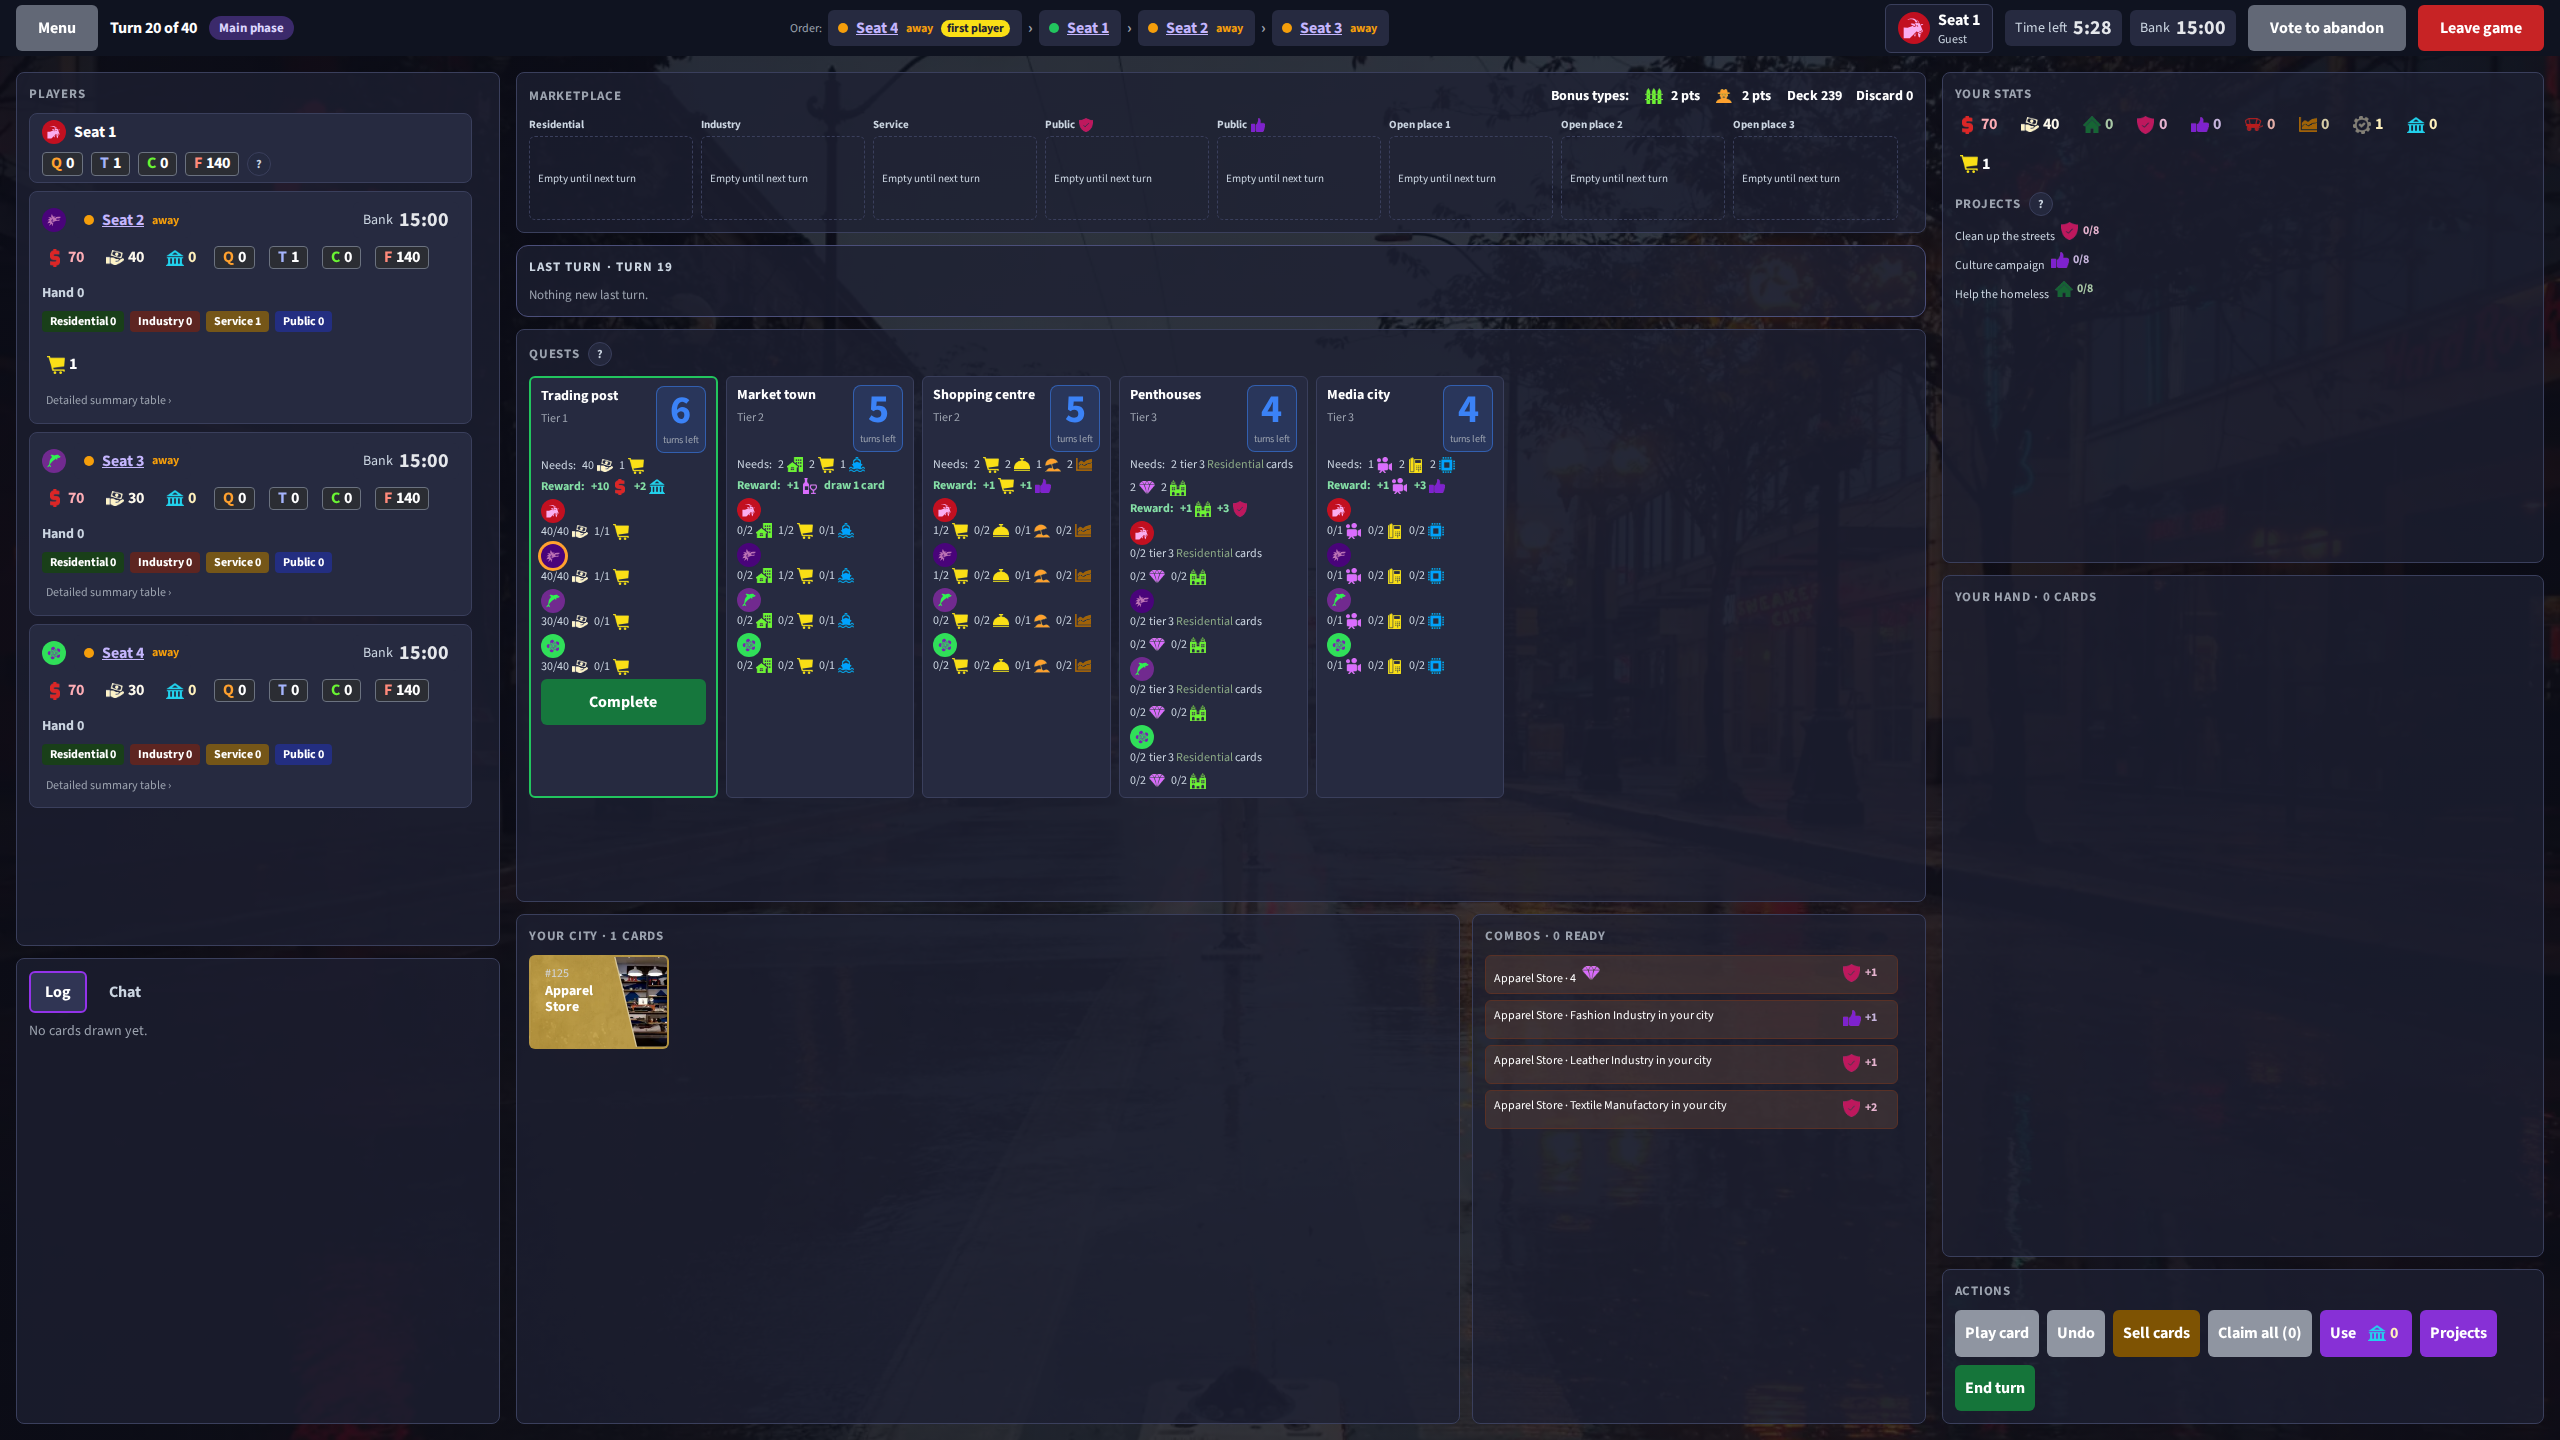 Menu
Turn 20 of 40
Main phase
Order:
Seat 4 away first player
›
Seat 1
›
Seat 2 away
›
Seat 3 away
Seat 1
Guest
Time left 5:28
Bank 15:00
Vote to abandon
Leave game
PLAYERS
Seat 1
Q 0 T 1 C 0 F 140 ?
Seat 2 away Bank 15:00
70 40 0 Q 0 T 1 C 0 F 140
Hand 0
Residential 0 Industry 0 Service 1 Public 0
1
Detailed summary table ›
Seat 3 away Bank 15:00
70 30 0 Q 0 T 0 C 0 F 140
Hand 0
Residential 0 Industry 0 Service 0 Public 0
Detailed summary table ›
Seat 4 away Bank 15:00
70 30 0 Q 0 T 0 C 0 F 140
Hand 0
Residential 0 Industry 0 Service 0 Public 0
Detailed summary table ›
Log Chat
No cards drawn yet.
MARKETPLACE
Bonus types: 2 pts 2 pts Deck 239 Discard 0
Residential Industry Service Public Public Open place 1 Open place 2 Open place 3
Empty until next turn Empty until next turn Empty until next turn Empty until next turn Empty until next turn Empty until next turn Empty until next turn Empty until next turn
LAST TURN · TURN 19
Nothing new last turn.
QUESTS ?
Trading post
Tier 1
6
turns left
Needs: 40 1
Reward: +10 +2
40/40 1/1
40/40 1/1
30/40 0/1
30/40 0/1
Complete
Market town
Tier 2
5
turns left
Needs: 2 2 1
Reward: +1 draw 1 card
0/2 1/2 0/1
0/2 1/2 0/1
0/2 0/2 0/1
0/2 0/2 0/1
Shopping centre
Tier 2
5
turns left
Needs: 2 2 1 2
Reward: +1 +1
1/2 0/2 0/1 0/2
1/2 0/2 0/1 0/2
0/2 0/2 0/1 0/2
0/2 0/2 0/1 0/2
Penthouses
Tier 3
4
turns left
Needs: 2 tier 3 Residential cards
2 2
Reward: +1 +3
0/2 tier 3 Residential cards
0/2 0/2
0/2 tier 3 Residential cards
0/2 0/2
0/2 tier 3 Residential cards
0/2 0/2
0/2 tier 3 Residential cards
0/2 0/2
Media city
Tier 3
4
turns left
Needs: 1 2 2
Reward: +1 +3
0/1 0/2 0/2
0/1 0/2 0/2
0/1 0/2 0/2
0/1 0/2 0/2
YOUR CITY · 1 CARDS
#125
Apparel
Store
COMBOS · 0 READY
Apparel Store · 4 +1
Apparel Store · Fashion Industry in your city +1
Apparel Store · Leather Industry in your city +1
Apparel Store · Textile Manufactory in your city +2
YOUR STATS
70 40 0 0 0 0 0 1 0
1
PROJECTS ?
Clean up the streets 0/8
Culture campaign 0/8
Help the homeless 0/8
YOUR HAND · 0 CARDS
ACTIONS
Play card Undo Sell cards Claim all (0) Use 0 Projects
End turn